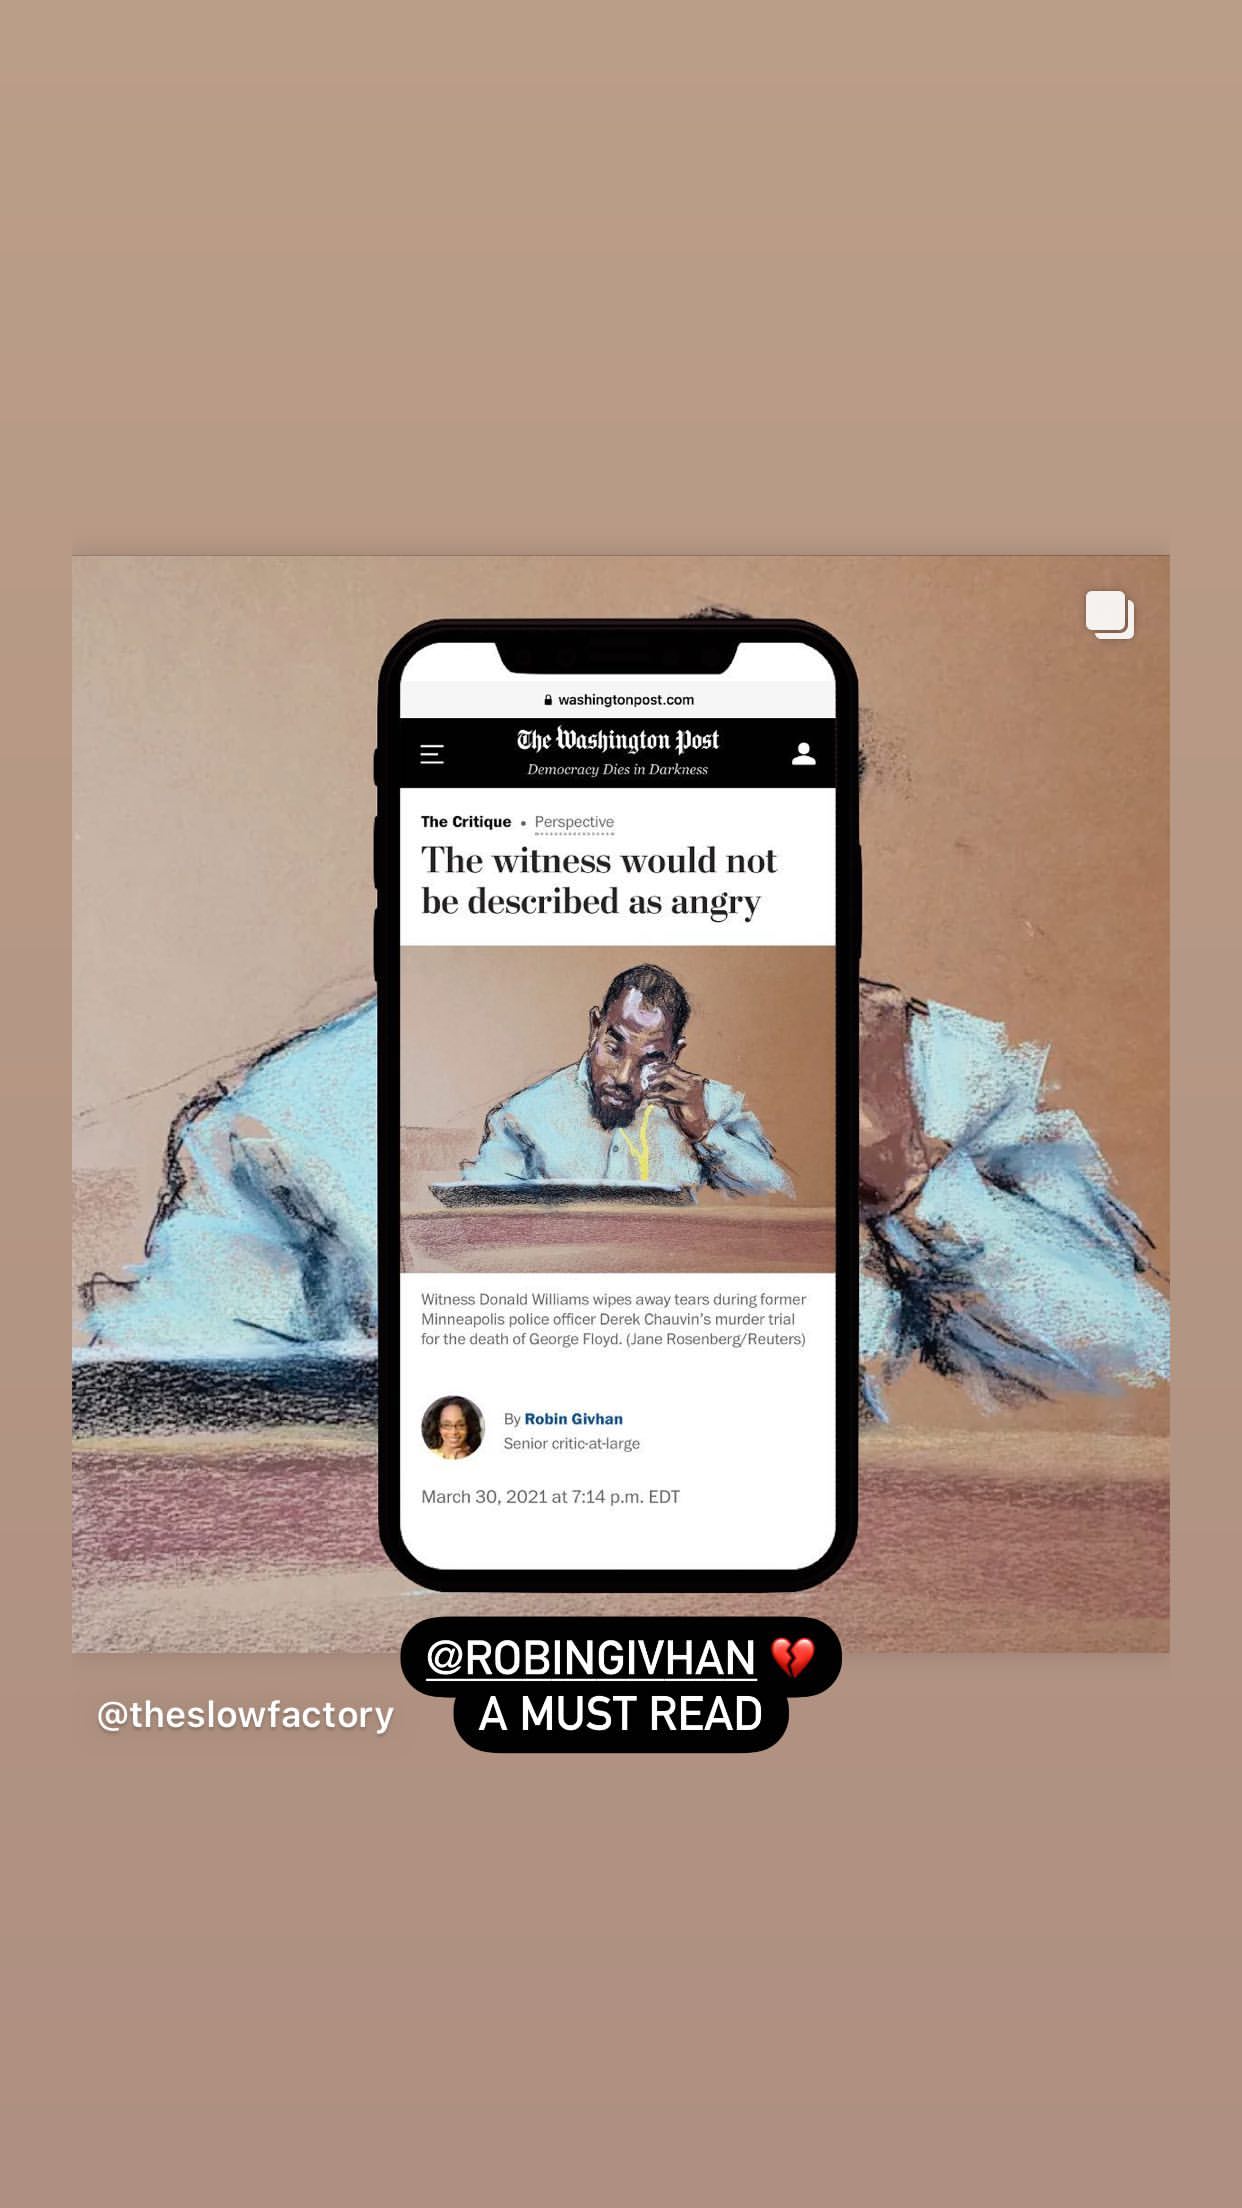 washingtonpost.com
The Washington Post
Democracy Dies in Darkness
The Critique • Perspective
The witness would not
be described as angry
Witness Donald Williams wipes away tears during former
Minneapolis police officer Derek Chauvin's murder trial
for the death of George Floyd. (Jane Rosenberg/Reuters)
By Robin Givhan
Senior critic-at-large
March 30, 2021 at 7:14 p.m. EDT
@ROBINGIVHAN 💔
A MUST READ
@theslowfactory